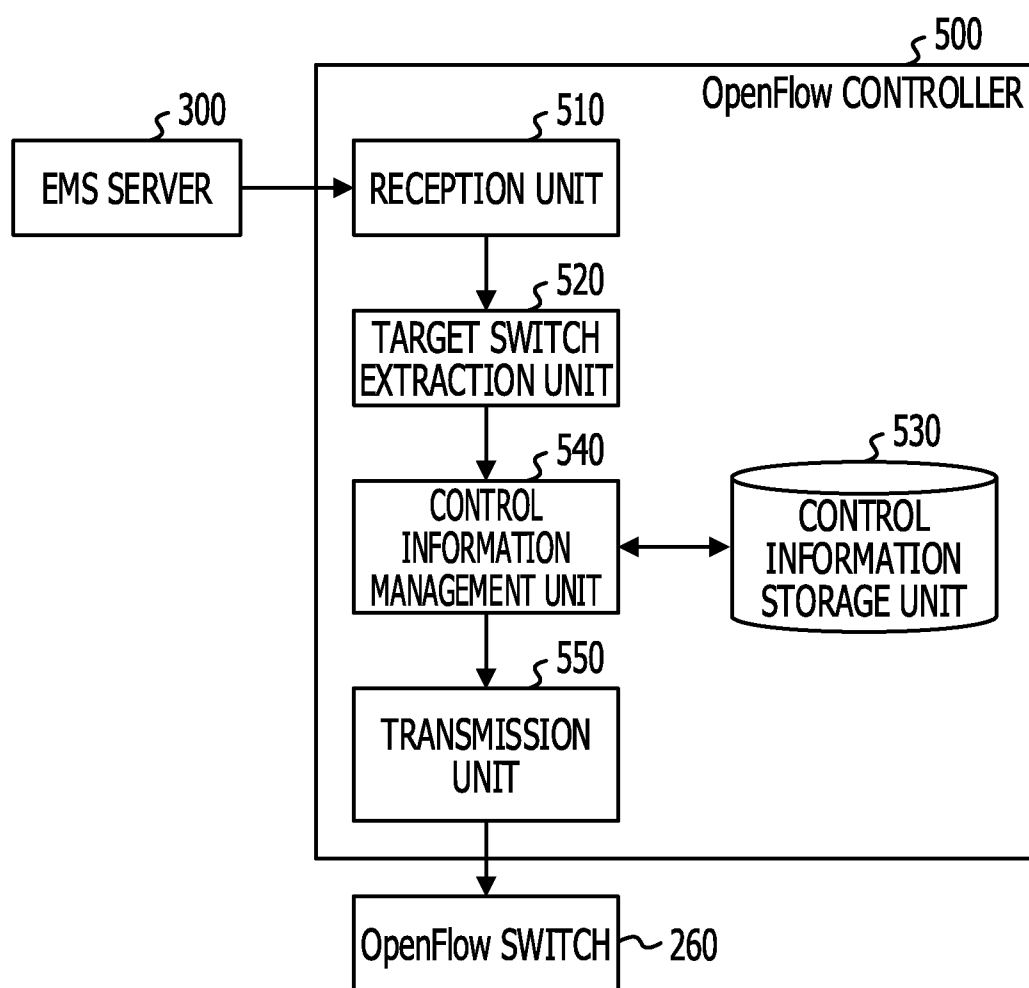 500
OpenFlow CONTROLLER
300
EMS SERVER
510
RECEPTION UNIT
520
TARGET SWITCH
EXTRACTION UNIT
540
CONTROL
INFORMATION
MANAGEMENT UNIT
530
CONTROL
INFORMATION
STORAGE UNIT
550
TRANSMISSION
UNIT
OpenFlow SWITCH
260